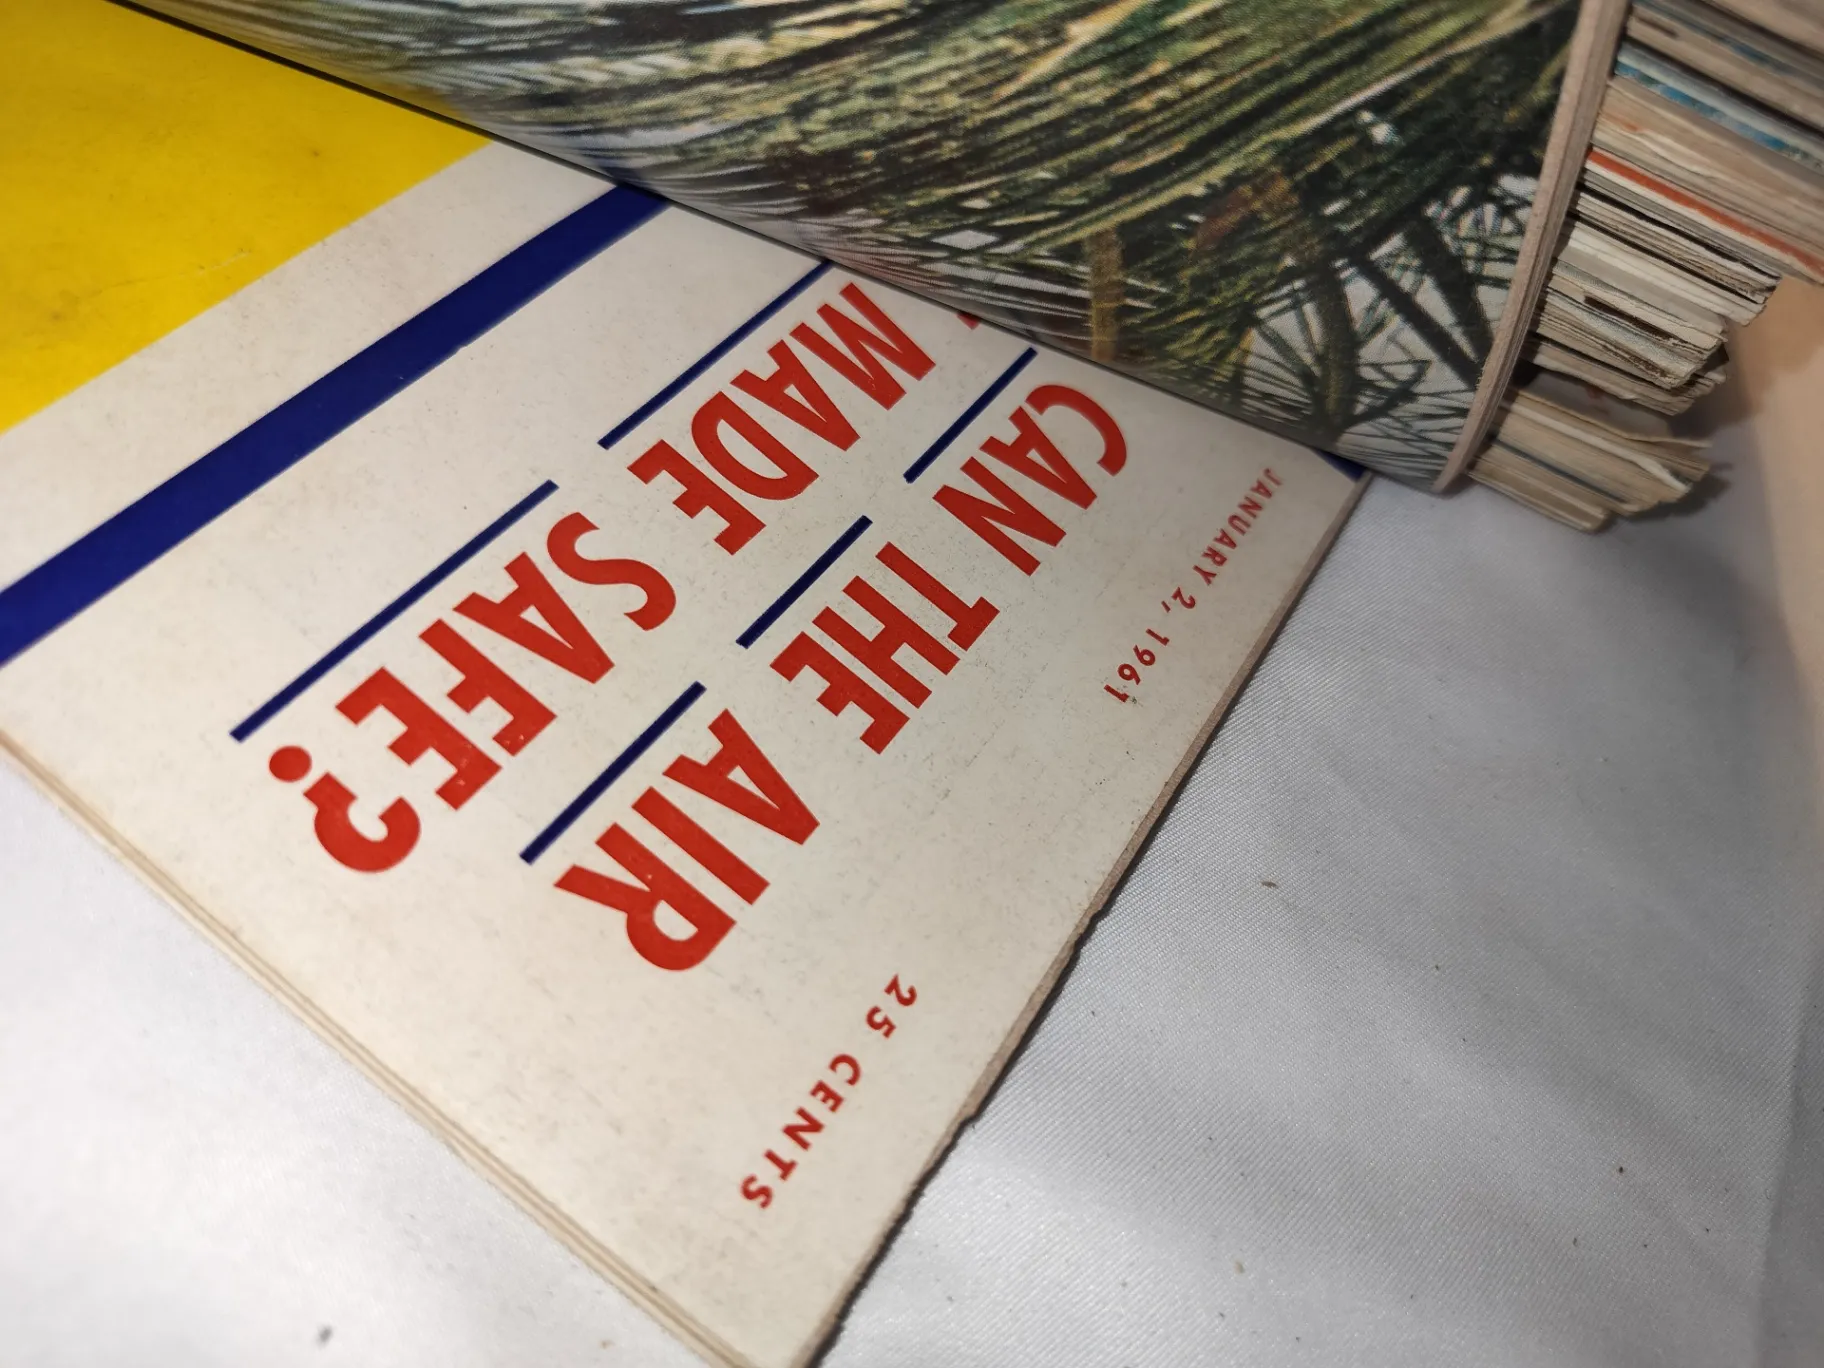 JANUARY 2, 1961
25 CENTS
CAN THE AIR
MADE SAFE?